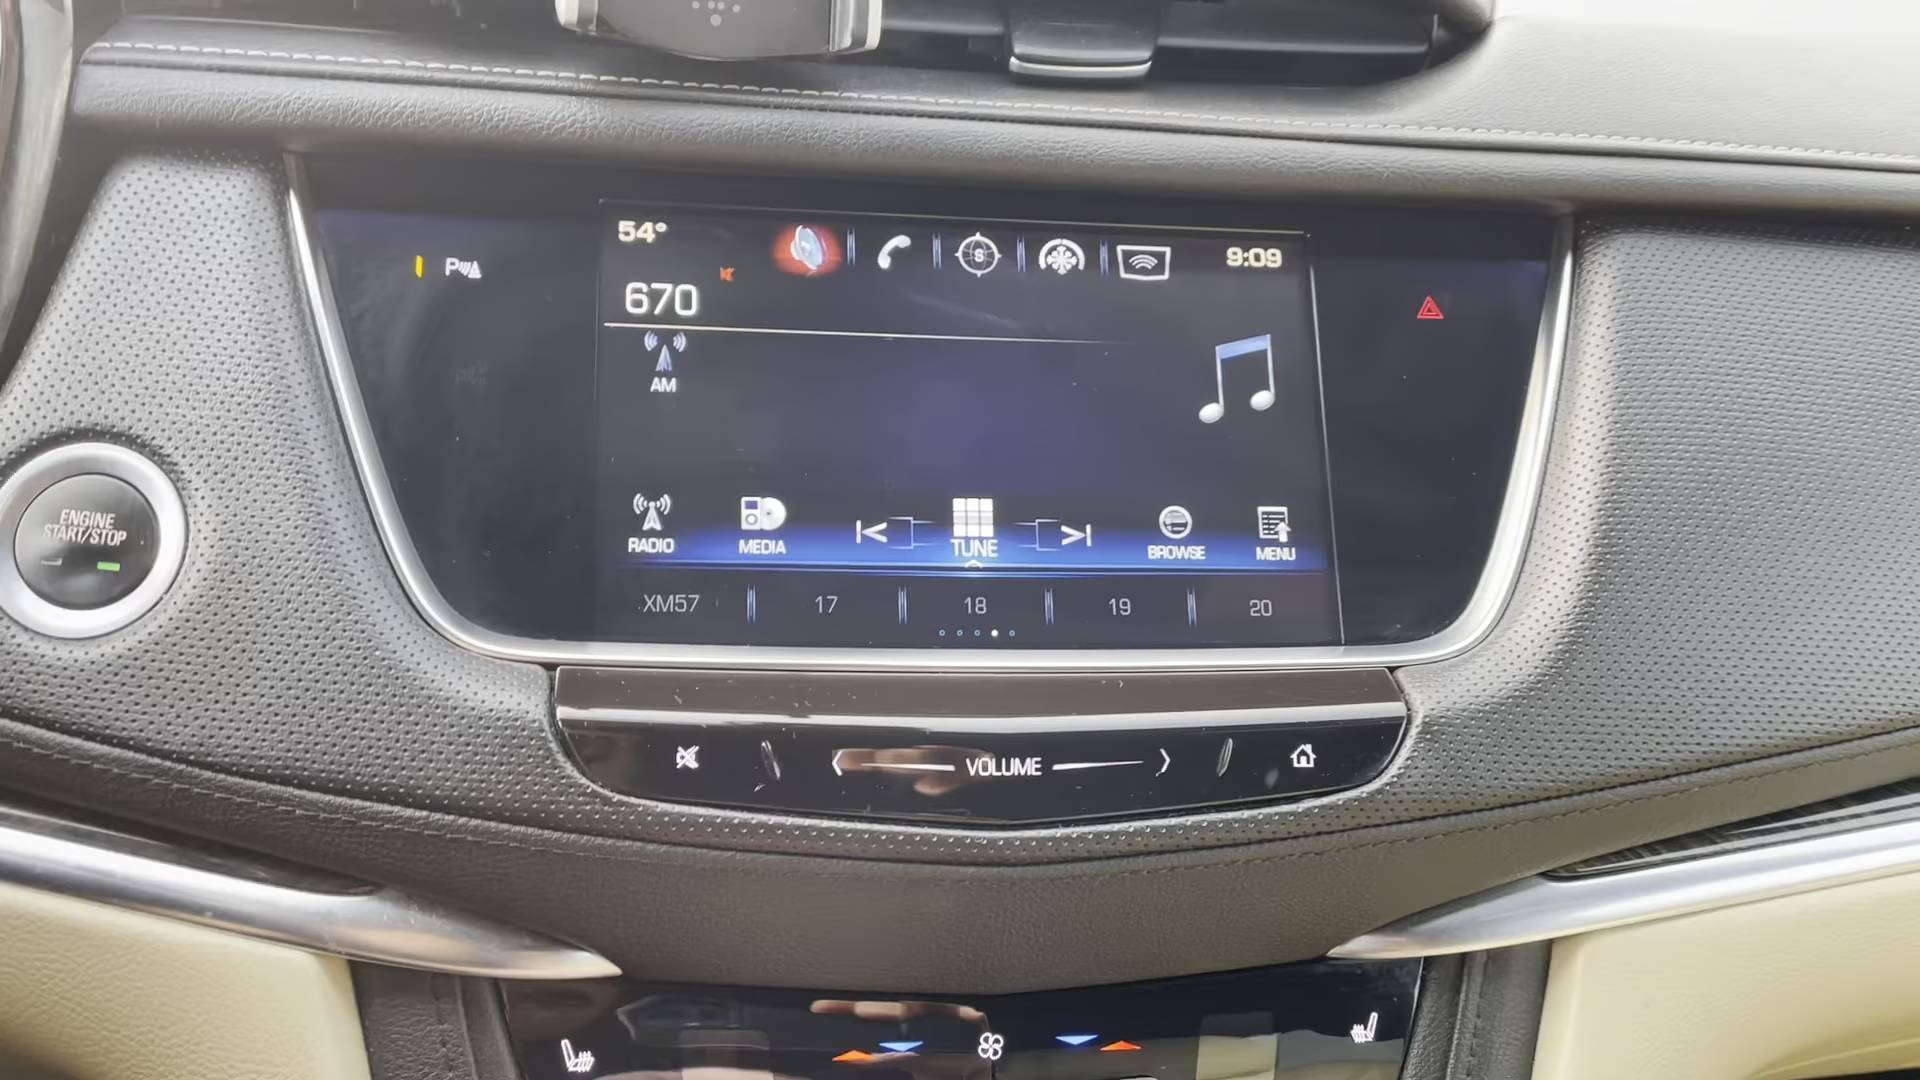 54°
9:09
670
AM
P
S
RADIO
MEDIA
TUNE
BROWSE
MENU
XM57
17
18
19
20
ENGINE
START/STOP
VOLUME